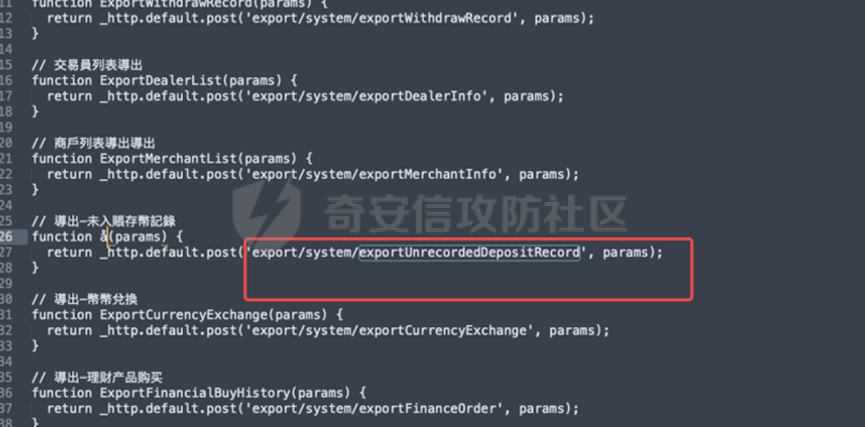 11 function ExportWithdrawRecord(params) {
12   return _http.default.post('export/system/exportWithdrawRecord', params);
13 }
14
15 // 交易員列表導出
16 function ExportDealerList(params) {
17   return _http.default.post('export/system/exportDealerInfo', params);
18 }
19
20 // 商戶列表導出導出
21 function ExportMerchantList(params) {
22   return _http.default.post('export/system/exportMerchantInfo', params);
23 }
24
25 // 導出-未入賬存幣記錄
26 function å(params) {
27   return _http.default.post('export/system/exportUnrecordedDepositRecord', params);
28 }
29
30 // 導出-幣幣兌換
31 function ExportCurrencyExchange(params) {
32   return _http.default.post('export/system/exportCurrencyExchange', params);
33 }
34
35 // 導出-理财产品购买
36 function ExportFinancialBuyHistory(params) {
37   return _http.default.post('export/system/exportFinanceOrder', params);
38 }
奇安信攻防社区